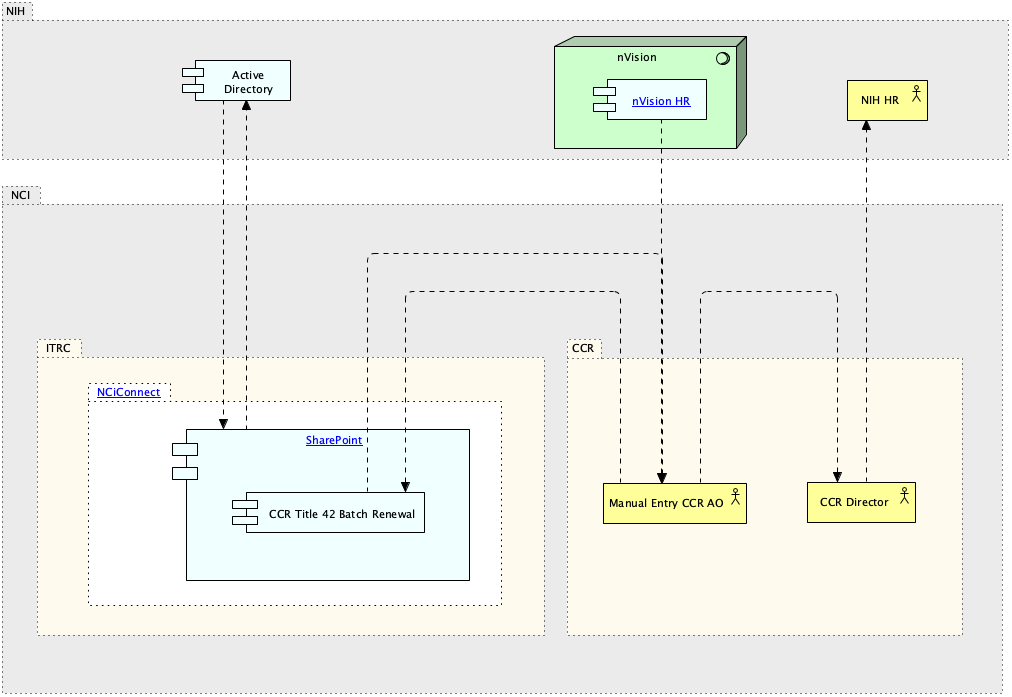 NIH
Active
Directory
nVision
nVision HR
NIH HR
NCI
ITRC
CCR
NCiConnect
SharePoint
CCR Title 42 Batch Renewal
Manual Entry CCR AO
CCR Director